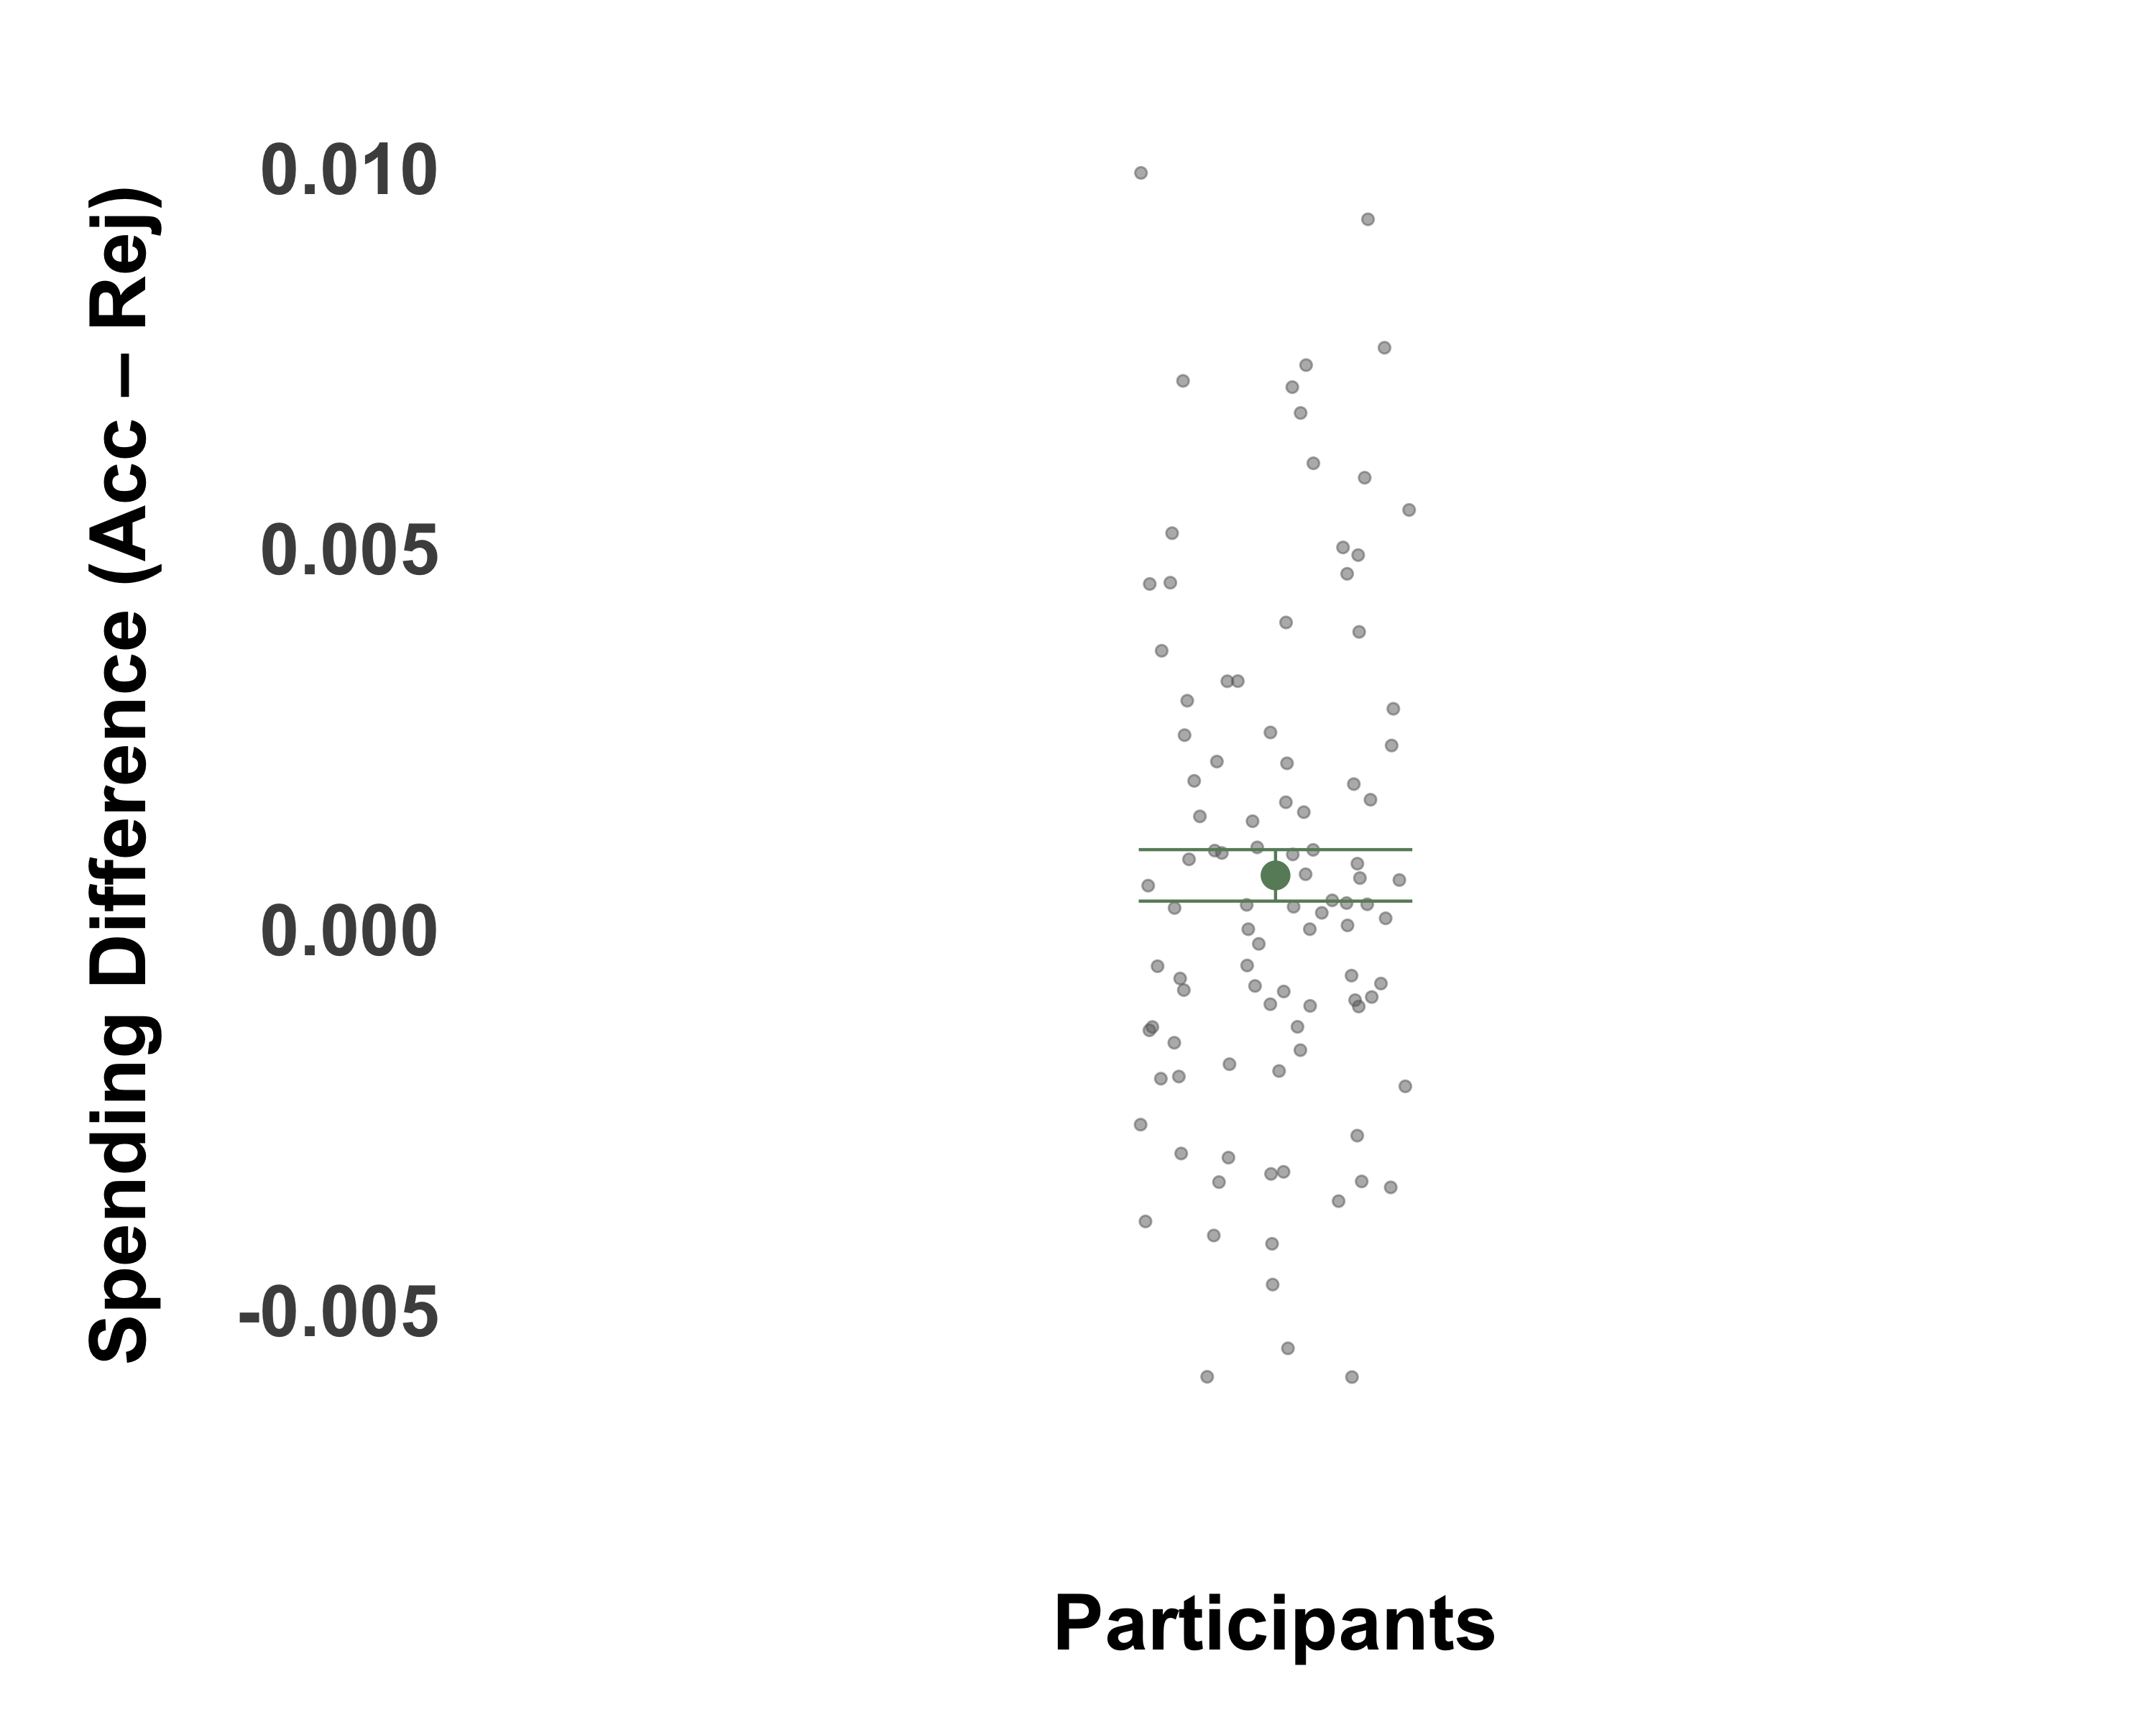 Spending Difference (Acc – Rej)
0.010
0.005
0.000
-0.005
Participants